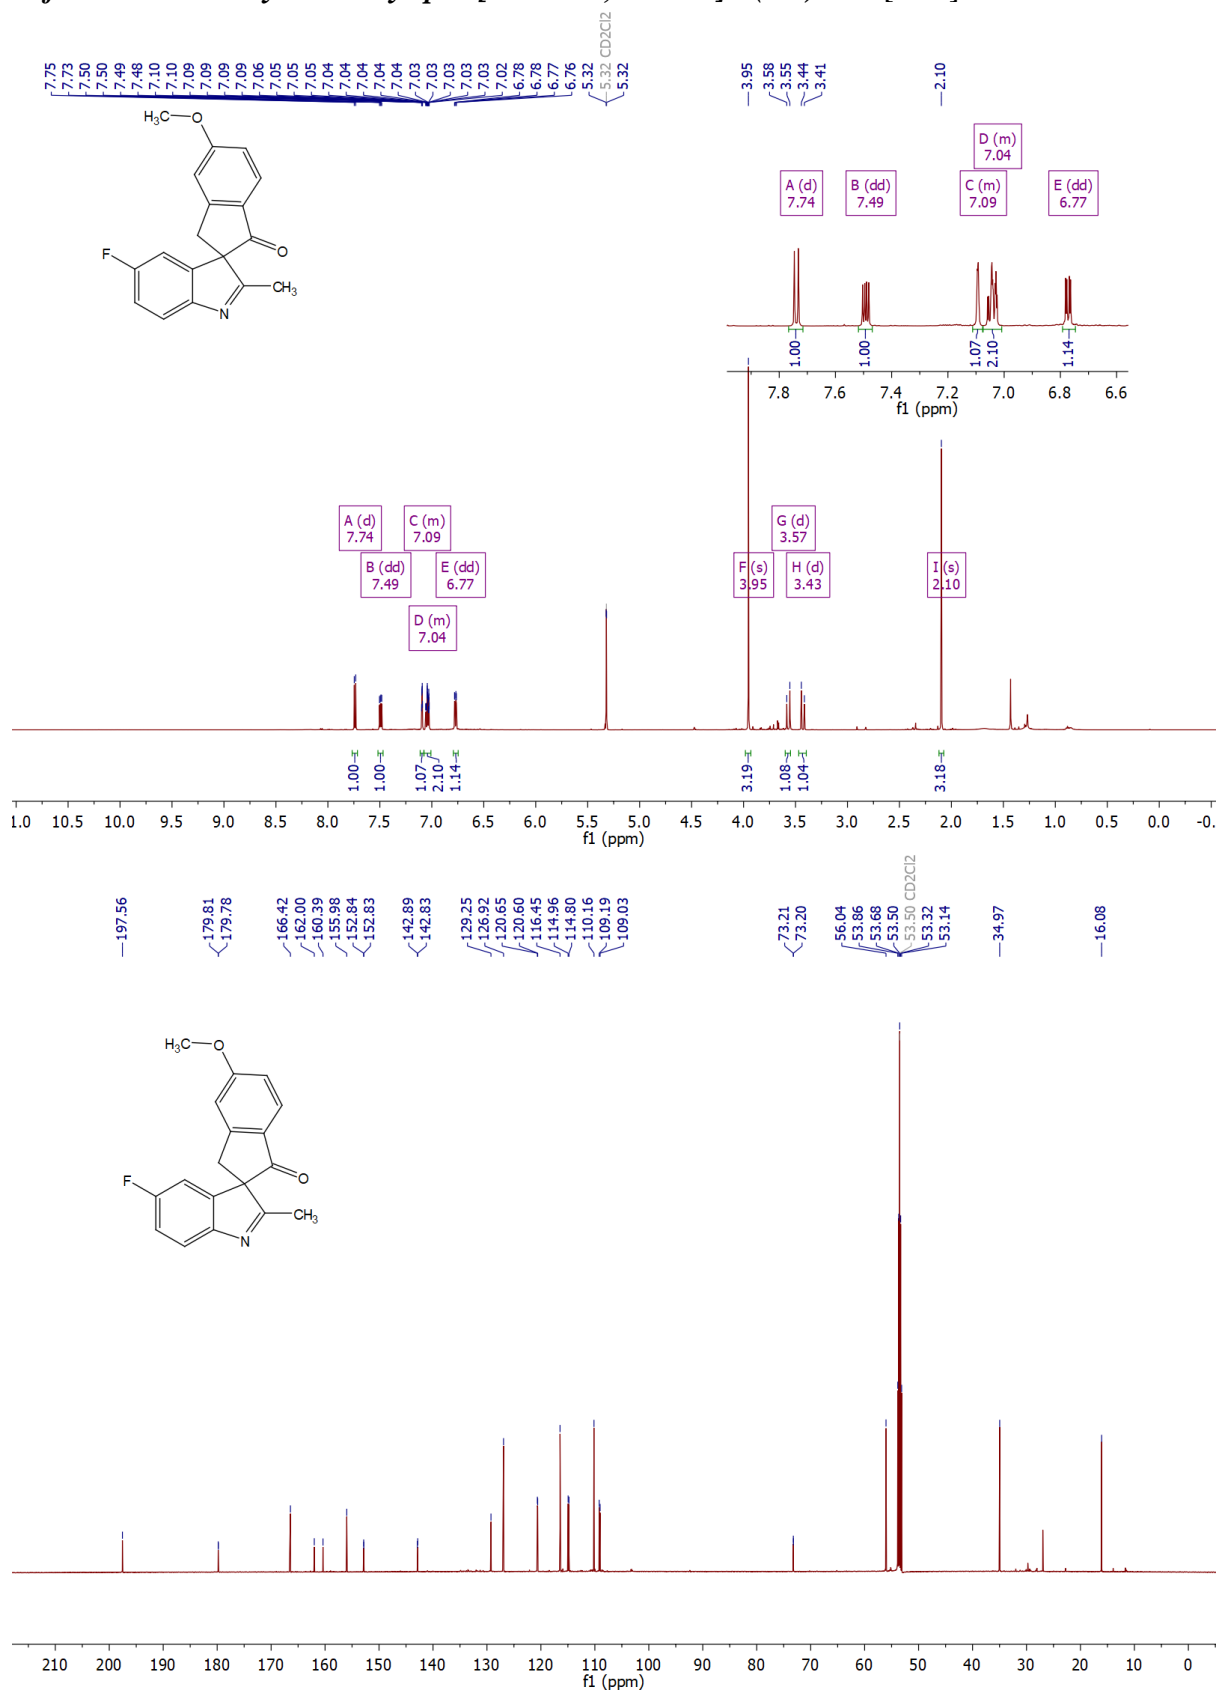 7.75 7.73 7.50 7.50 7.49 7.48 7.10 7.10 7.09 7.09 7.09 7.09 7.06 7.05 7.05 7.05 7.04 7.04 7.04 7.04 7.04 7.03 7.03 7.03 7.03 7.02 6.78 6.78 6.77 6.76 5.32 5.32 CD2Cl2 5.32 3.95 3.58 3.55 3.44 3.41 2.10
H3C O
O
F
CH3
N
D (m)
7.04
A (d) B (dd) C (m) E (dd)
7.74 7.49 7.09 6.77
1.00 1.00 1.07 2.10 1.14
7.8 7.6 7.4 7.2 7.0 6.8 6.6
f1 (ppm)
A (d) C (m) G (d)
7.74 7.09 3.57
B (dd) E (dd) F (s) H (d) I (s)
7.49 6.77 3.95 3.43 2.10
D (m)
7.04
1.00 1.00 1.07 2.10 1.14 3.19 1.08 1.04 3.18
1.0 10.5 10.0 9.5 9.0 8.5 8.0 7.5 7.0 6.5 6.0 5.5 5.0 4.5 4.0 3.5 3.0 2.5 2.0 1.5 1.0 0.5 0.0 -0.
f1 (ppm)
197.56 179.81 179.78 166.42 162.00 160.39 155.98 152.84 152.83 142.89 142.83 129.25 126.92 120.65 120.60 116.45 114.96 114.80 110.16 109.19 109.03 73.21 73.20 56.04 53.86 53.68 53.50 53.50 CD2Cl2 53.32 53.14 34.97 16.08
H3C O
O
F
CH3
N
210 200 190 180 170 160 150 140 130 120 110 100 90 80 70 60 50 40 30 20 10 0
f1 (ppm)